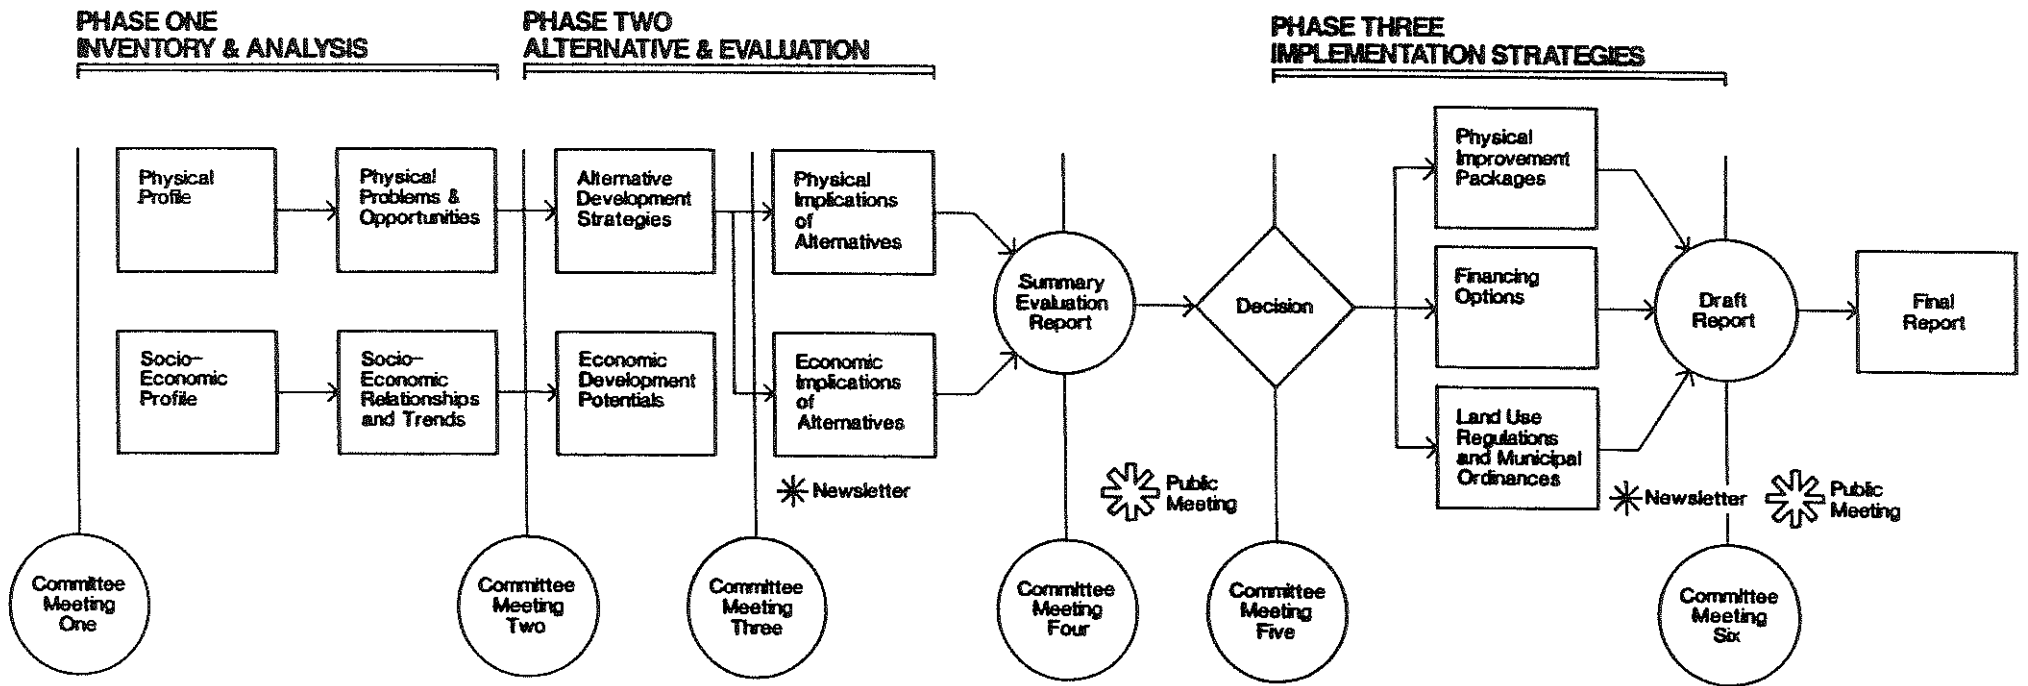 PHASE ONE
INVENTORY & ANALYSIS
PHASE TWO
ALTERNATIVE & EVALUATION
PHASE THREE
IMPLEMENTATION STRATEGIES
Physical
Profile
Physical
Problems &
Opportunities
Alternative
Development
Strategies
Physical
Implications
of
Alternatives
Socio-
Economic
Profile
Socio-
Economic
Relationships
and Trends
Economic
Development
Potentials
Economic
Implications
of
Alternatives
Summary
Evaluation
Report
Decision
Physical
Improvement
Packages
Financing
Options
Land Use
Regulations
and Municipal
Ordinances
Draft
Report
Final
Report
Newsletter
Public
Meeting
Newsletter
Public
Meeting
Committee
Meeting
One
Committee
Meeting
Two
Committee
Meeting
Three
Committee
Meeting
Four
Committee
Meeting
Five
Committee
Meeting
Six